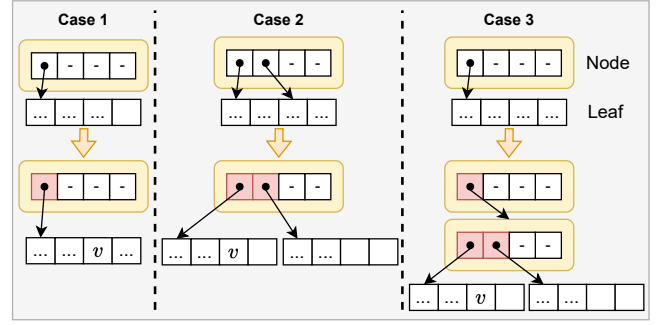 Case 1 Case 2 Case 3
- - - - - - - - Node
... ... ... ... ... ... ... ... ... ... ... Leaf
- - - - - - - -
- -
... ... v ... ... ... v ... ...
... ... v ... ...